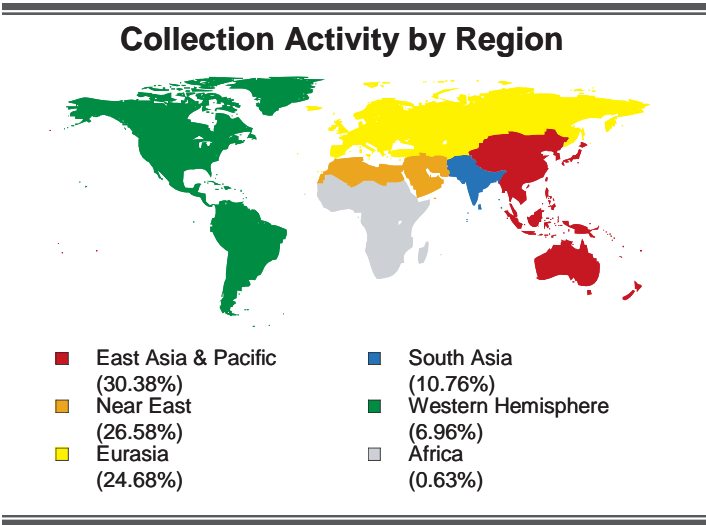 Collection Activity by Region
East Asia & Pacific
(30.38%)
Near East
(26.58%)
Eurasia
(24.68%)
South Asia
(10.76%)
Western Hemisphere
(6.96%)
Africa
(0.63%)